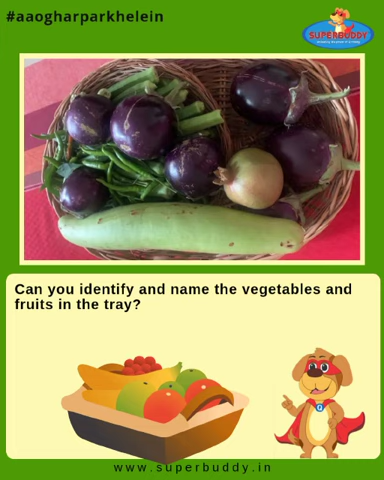 #aaogharparkhelein
SUPERBUDDY
Can you identify and name the vegetables and
fruits in the tray?
www.superbuddy.in